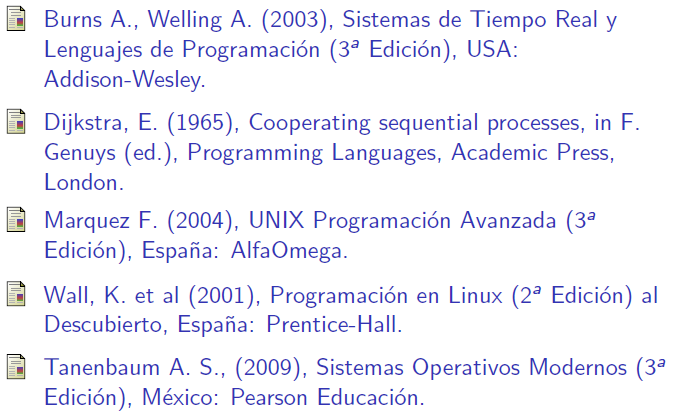 Burns A., Welling A. (2003), Sistemas de Tiempo Real y
Lenguajes de Programación (3ª Edición), USA:
Addison-Wesley.
Dijkstra, E. (1965), Cooperating sequential processes, in F.
Genuys (ed.), Programming Languages, Academic Press,
London.
Marquez F. (2004), UNIX Programación Avanzada (3ª
Edición), España: AlfaOmega.
Wall, K. et al (2001), Programación en Linux (2ª Edición) al
Descubierto, España: Prentice-Hall.
Tanenbaum A. S., (2009), Sistemas Operativos Modernos (3ª
Edición), México: Pearson Educación.